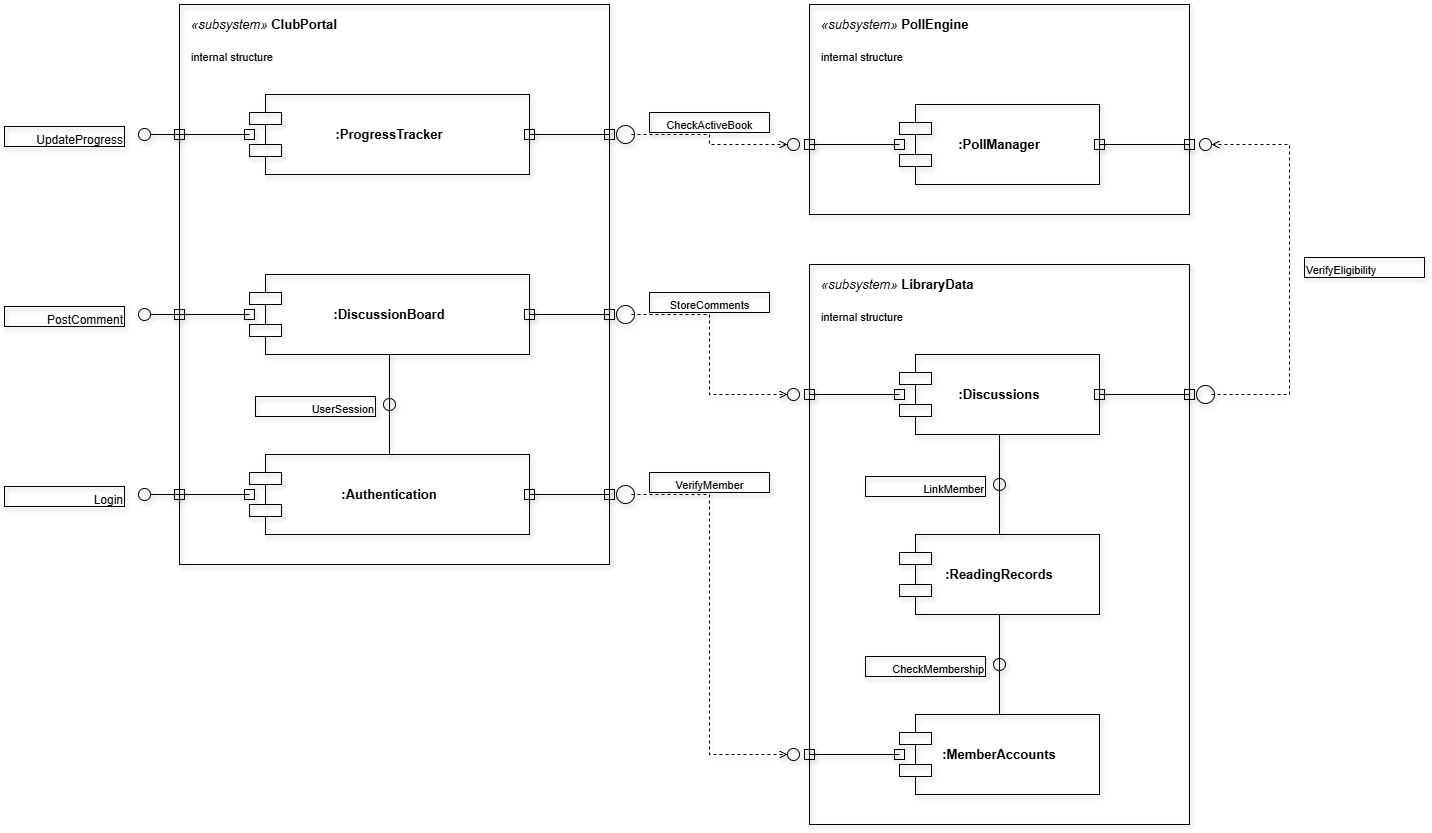 «subsystem» ClubPortal
internal structure
UpdateProgress
:ProgressTracker
CheckActiveBook
PostComment
:DiscussionBoard
StoreComments
UserSession
Login
:Authentication
VerifyMember
«subsystem» PollEngine
internal structure
:PollManager
VerifyEligibility
«subsystem» LibraryData
internal structure
:Discussions
LinkMember
:ReadingRecords
CheckMembership
:MemberAccounts